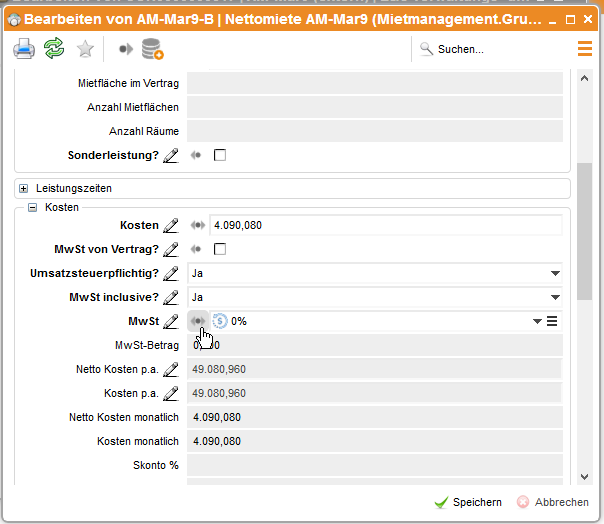 Bearbeiten von AM-Mar9-B | Nettomiete AM-Mar9 (Mietmanagement.Gru...
Suchen...
Mietfläche im Vertrag
Anzahl Mietflächen
Anzahl Räume
Sonderleistung?
Leistungszeiten
Kosten
Kosten 4.090,080
MwSt von Vertrag?
Umsatzsteuerpflichtig? Ja
MwSt inclusive? Ja
MwSt 0%
MwSt-Betrag
Netto Kosten p.a. 49.080,960
Kosten p.a. 49.080,960
Netto Kosten monatlich 4.090,080
Kosten monatlich 4.090,080
Skonto %
Speichern Abbrechen